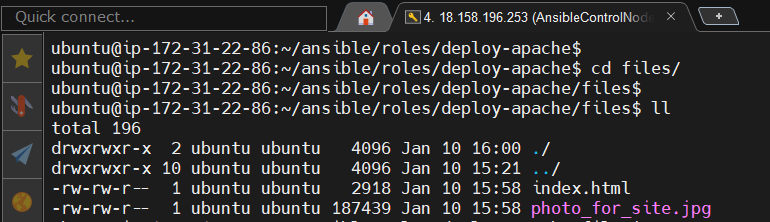 Quick connect...
4. 18.158.196.253 (AnsibleControlNode
ubuntu@ip-172-31-22-86:~/ansible/roles/deploy-apache$
ubuntu@ip-172-31-22-86:~/ansible/roles/deploy-apache$ cd files/
ubuntu@ip-172-31-22-86:~/ansible/roles/deploy-apache/files$
ubuntu@ip-172-31-22-86:~/ansible/roles/deploy-apache/files$ ll
total 196
drwxrwxr-x  2 ubuntu ubuntu   4096 Jan 10 16:00 ./
drwxrwxr-x 10 ubuntu ubuntu   4096 Jan 10 15:21 ../
-rw-rw-r--  1 ubuntu ubuntu   2918 Jan 10 15:58 index.html
-rw-rw-r--  1 ubuntu ubuntu 187439 Jan 10 15:58 photo_for_site.jpg